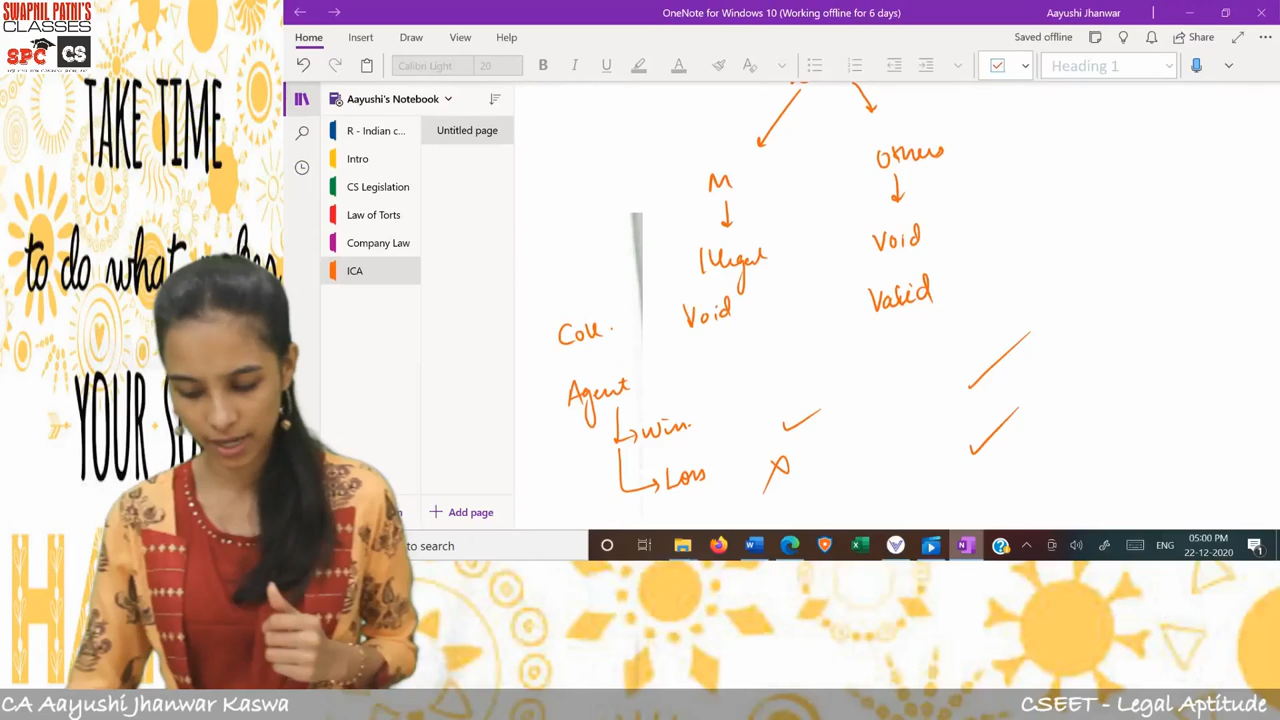 SWAPNIL PATNI'S
CLASSES
SPC CS
TAKE TIME
to do what makes
YOUR
HA
OneNote for Windows 10 (Working offline for 6 days)
Aayushi Jhanwar
Home Insert Draw View Help
Saved offline
Share
Calibri Light 20
B I U A
Heading 1
Aayushi's Notebook
R - Indian c...
Untitled page
Intro
CS Legislation
Law of Torts
Company Law
ICA
Add page
M
Others
Illegal
Void
Void
Valid
Coll.
Agent
Win.
Loss
to search
ENG
05:00 PM
22-12-2020
CA Aayushi Jhanwar Kaswa
CSEET - Legal Aptitude